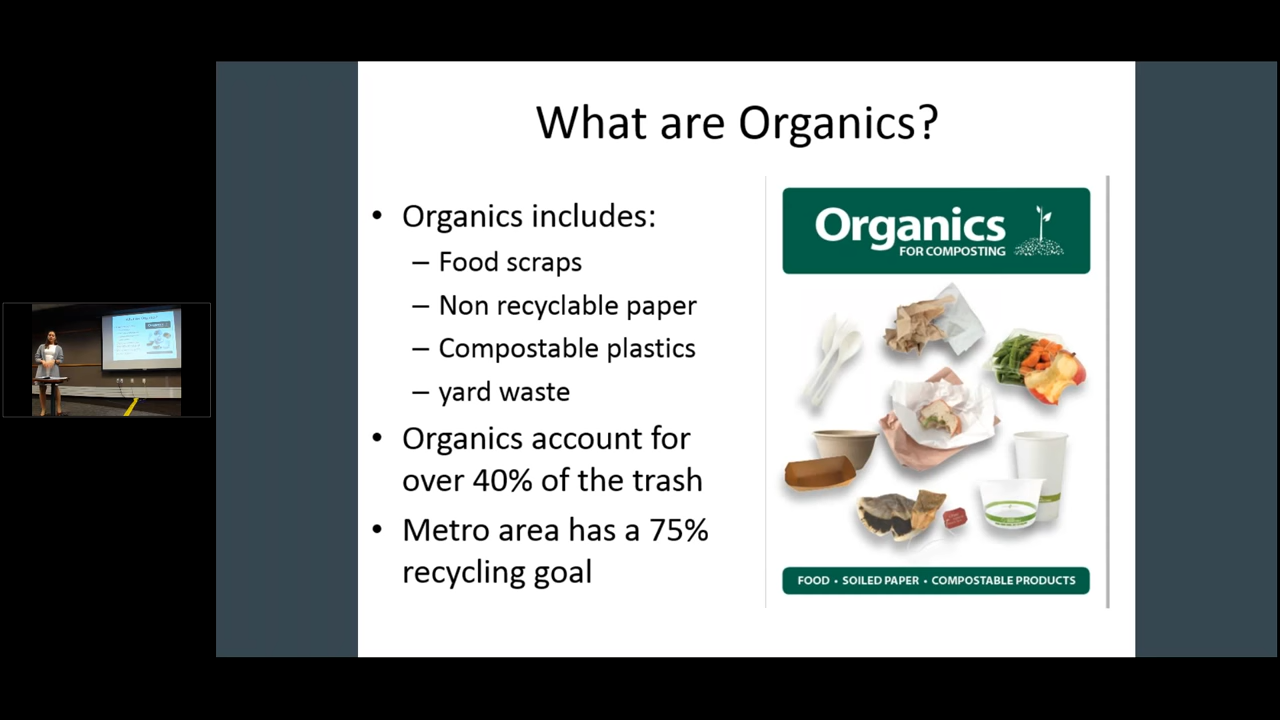 What are Organics?
• Organics includes:
– Food scraps
– Non recyclable paper
– Compostable plastics
– yard waste
• Organics account for
over 40% of the trash
• Metro area has a 75%
recycling goal
Organics
FOR COMPOSTING
FOOD • SOILED PAPER • COMPOSTABLE PRODUCTS